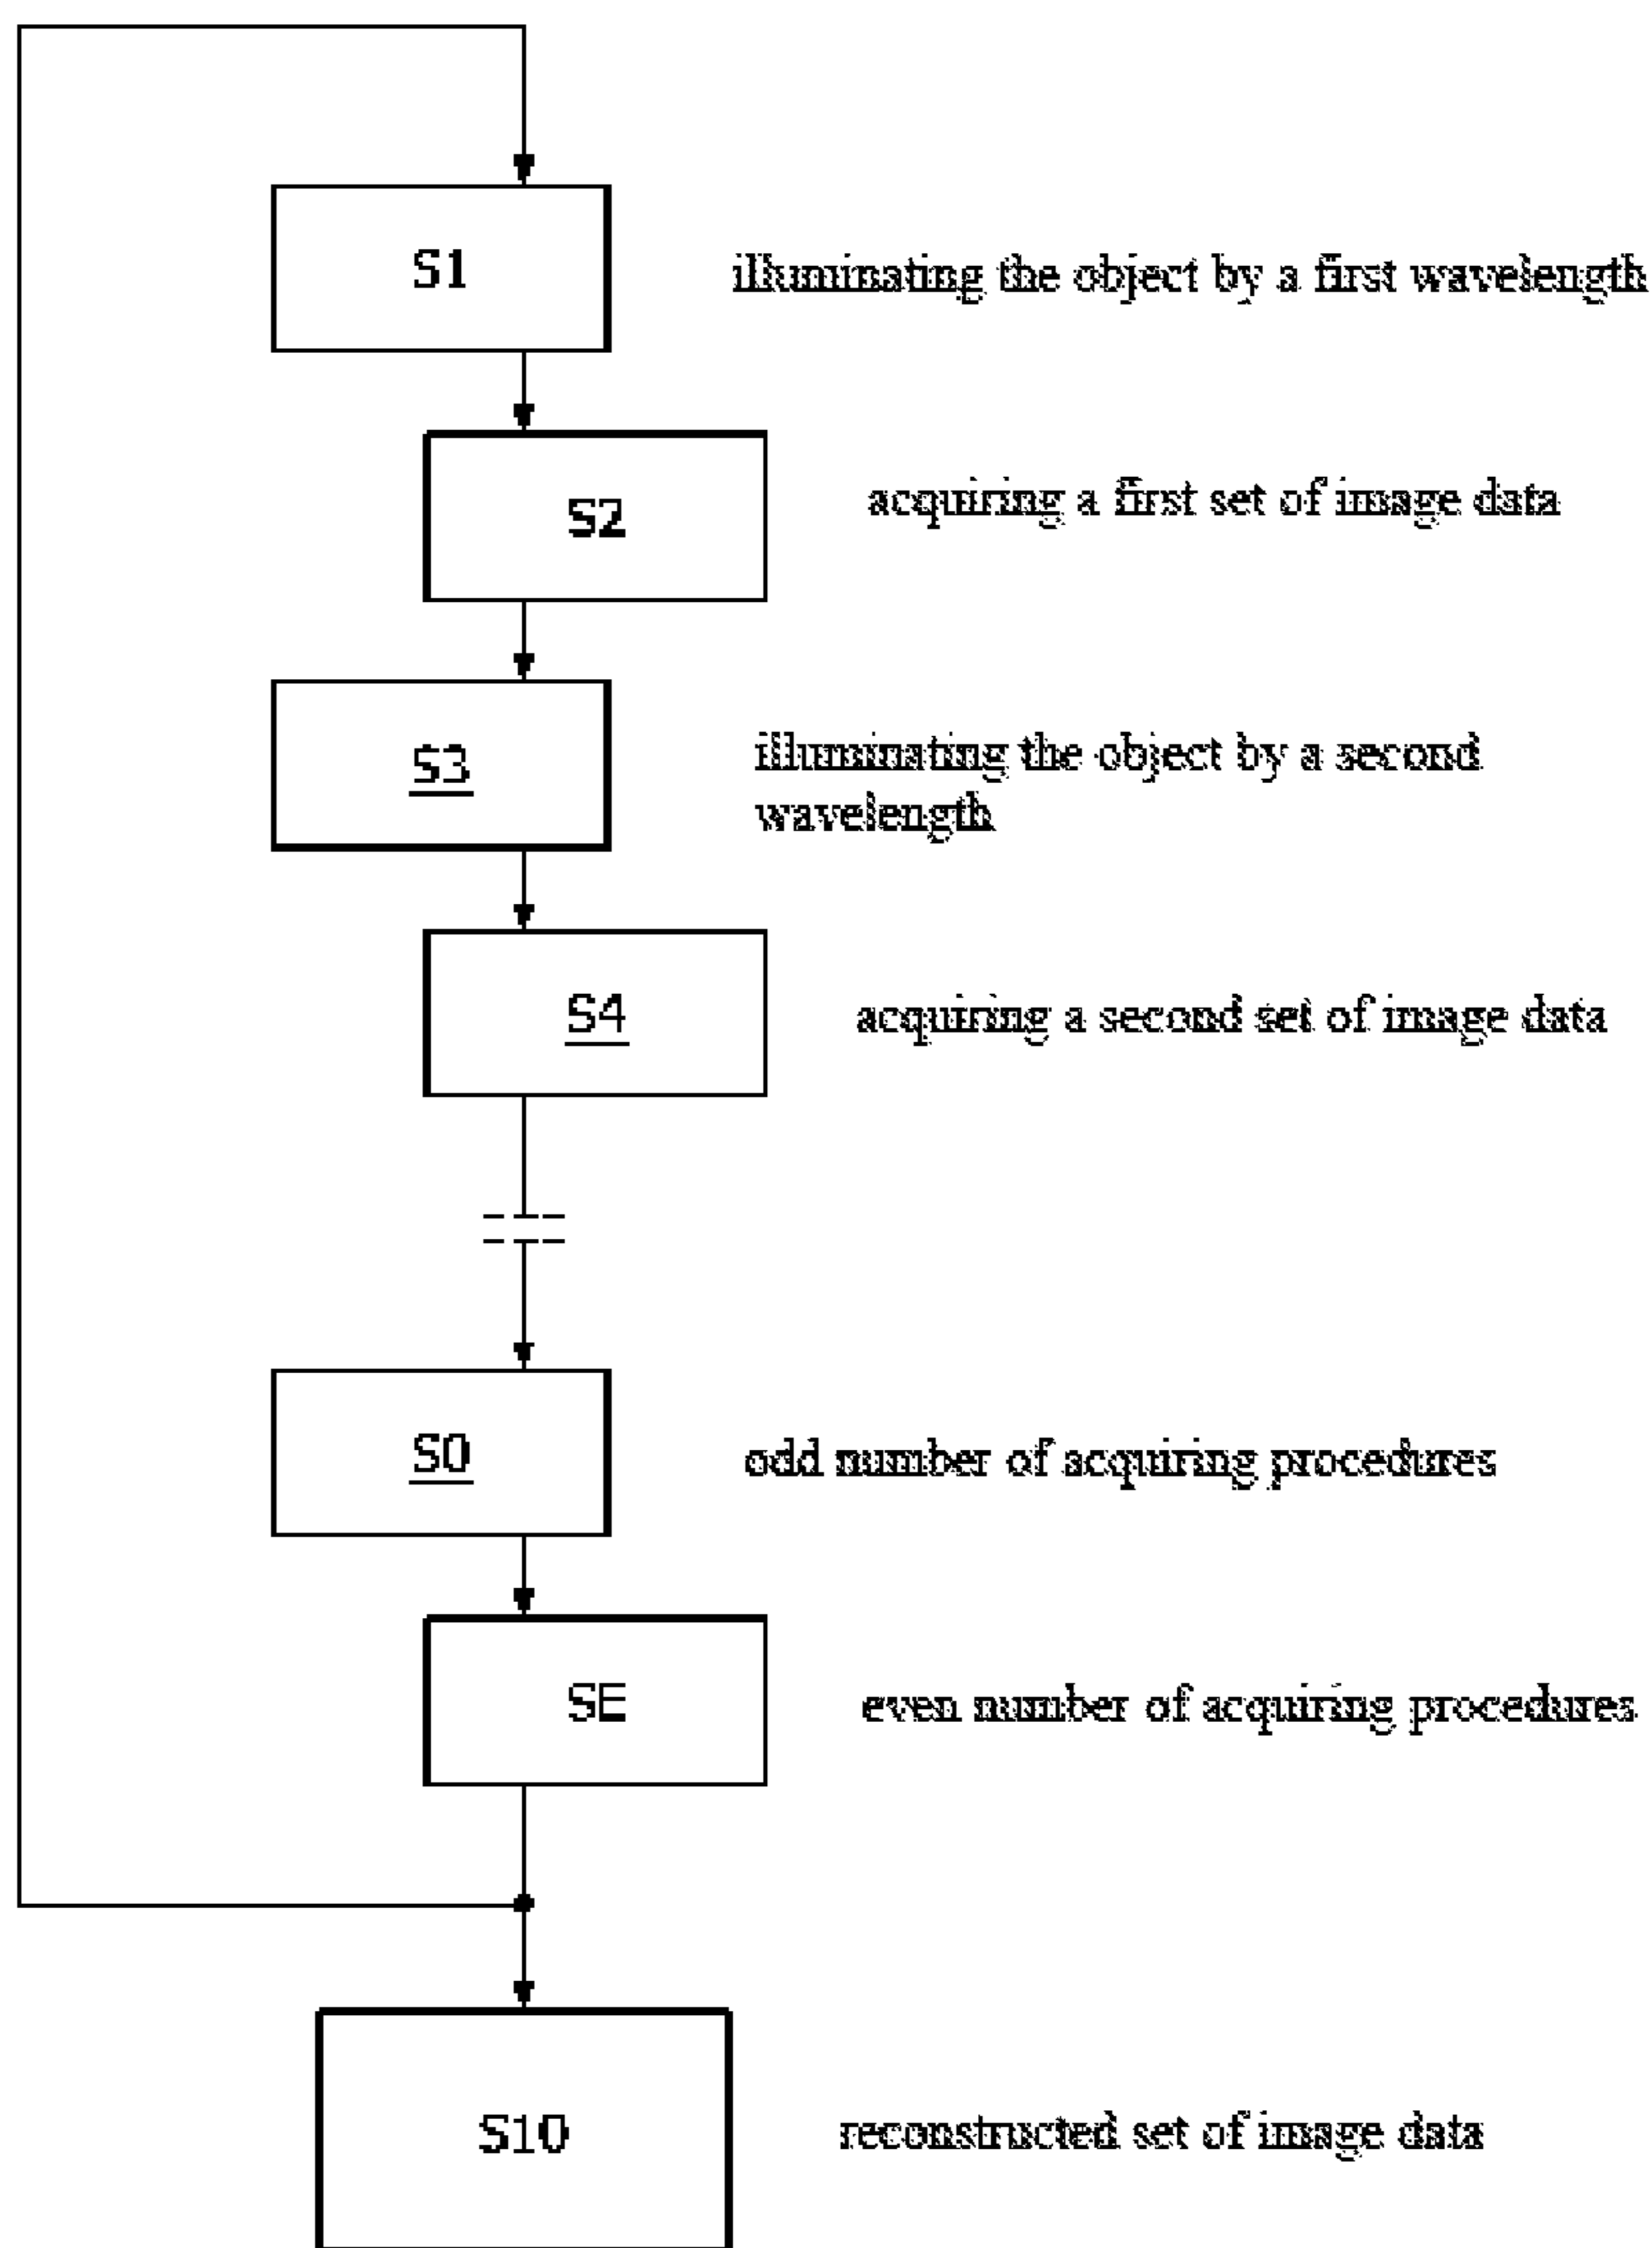 S1
illuminating the object by a first wavelength
S2
acquiring a first set of image data
S3
illuminating the object by a second
wavelength
S4
acquiring a second set of image data
SO
odd number of acquiring procedures
SE
even number of acquiring procedures
S10
reconstructed set of image data